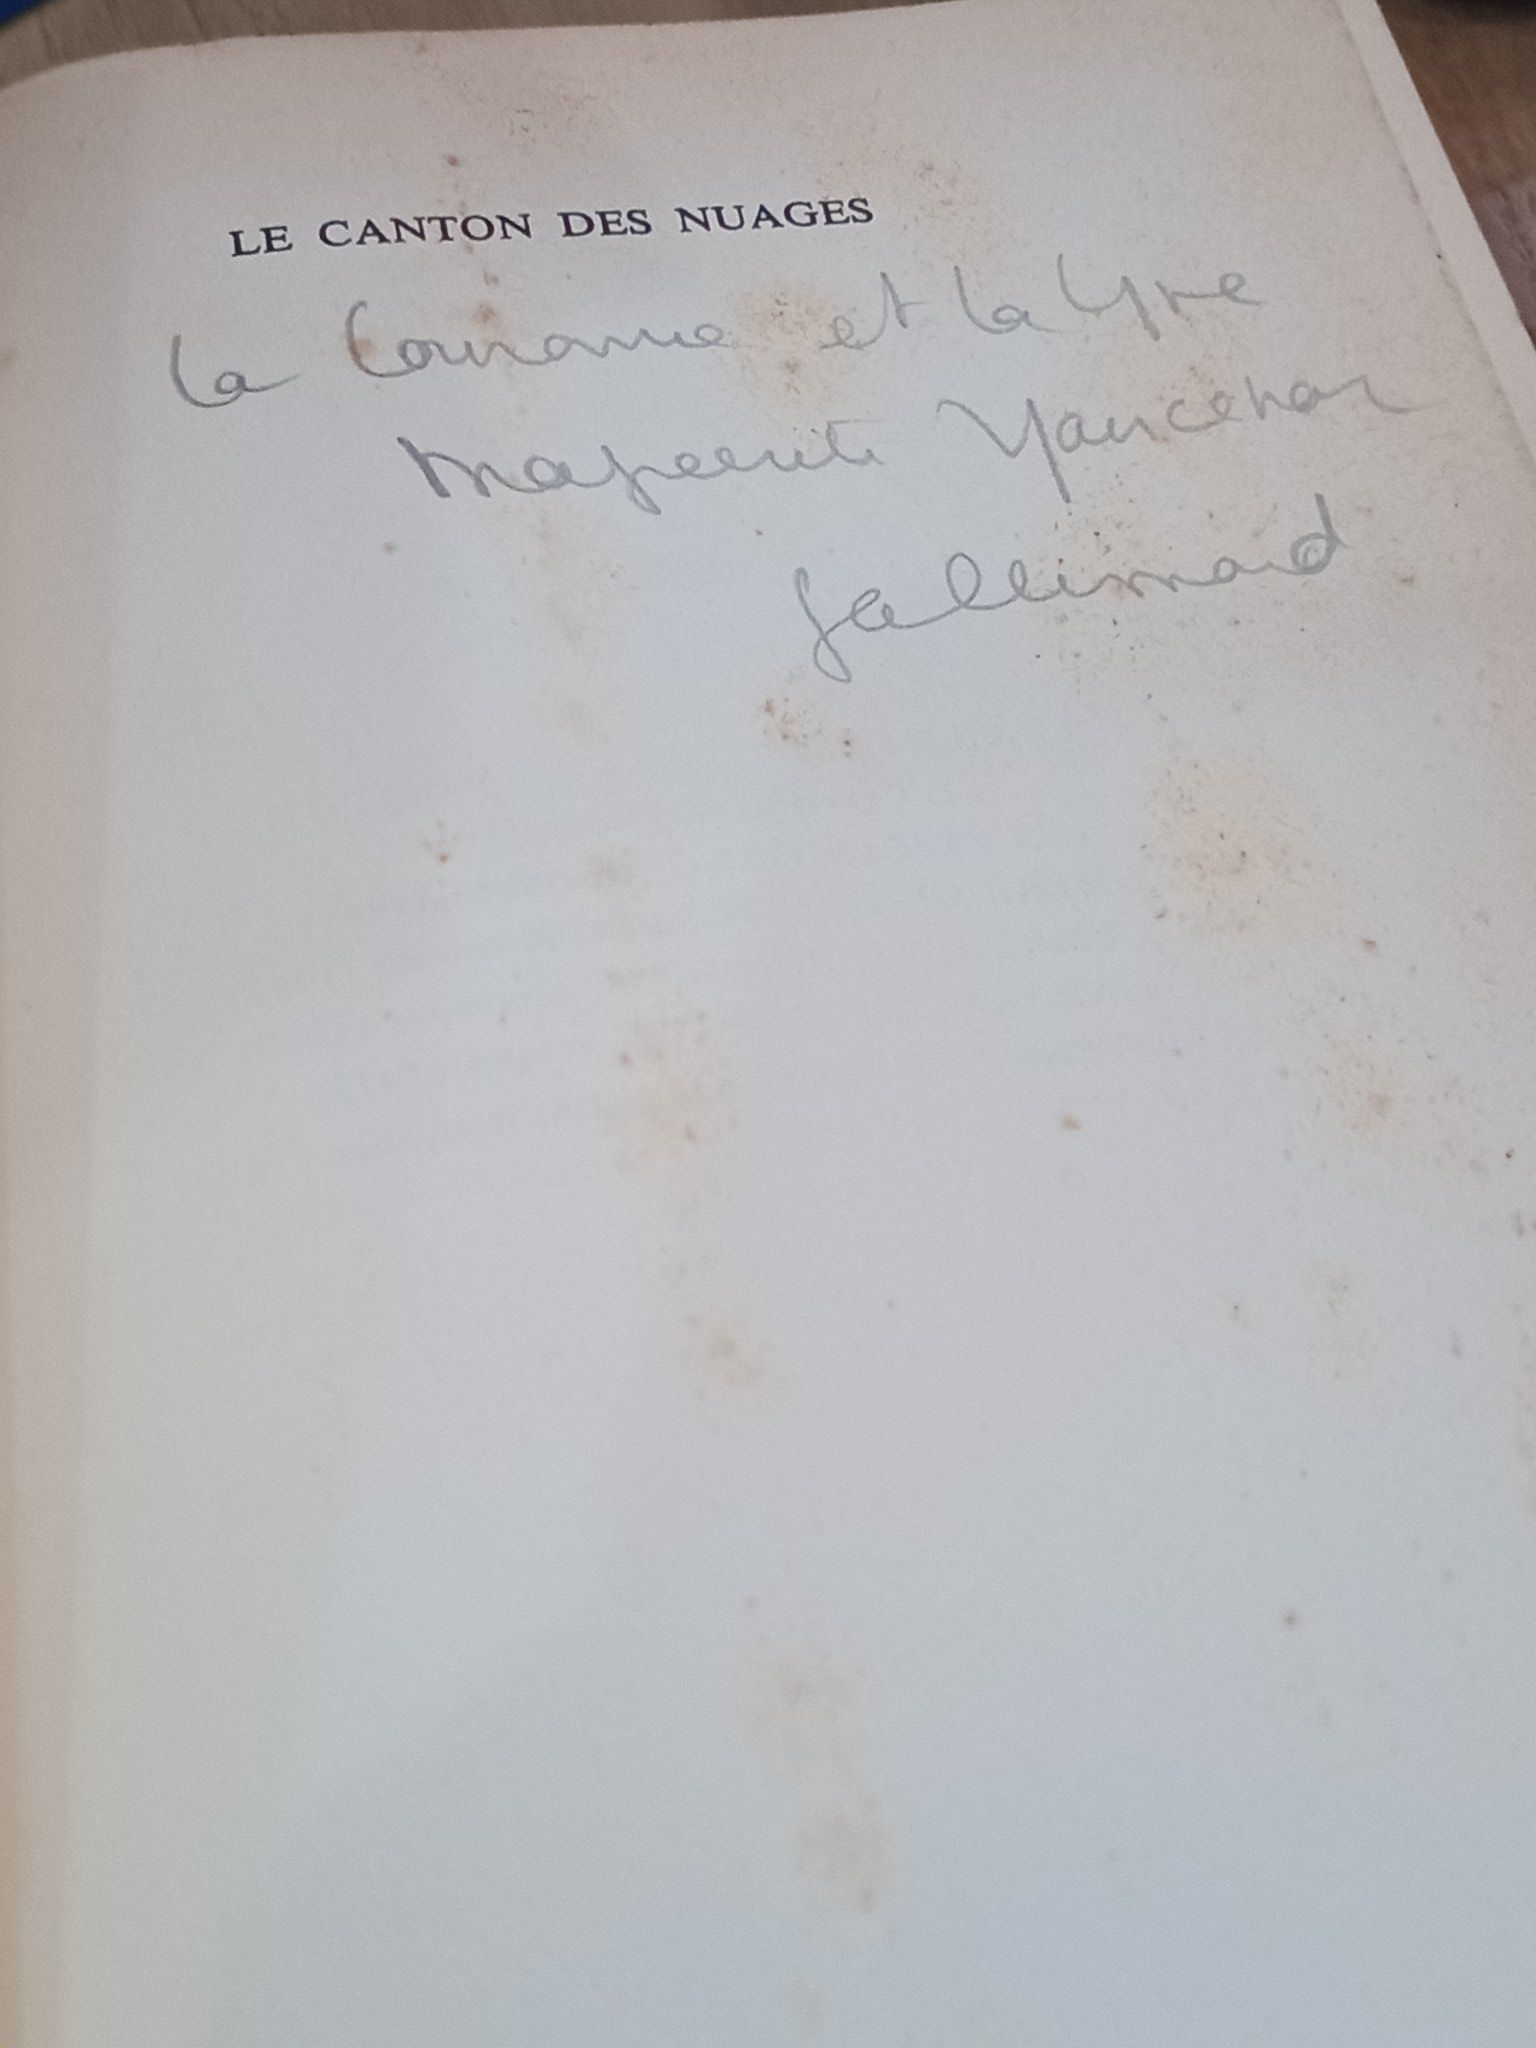 LE CANTON DES NUAGES
La Couronne et la Lyre
Marguerite Yourcenar
Gallimard